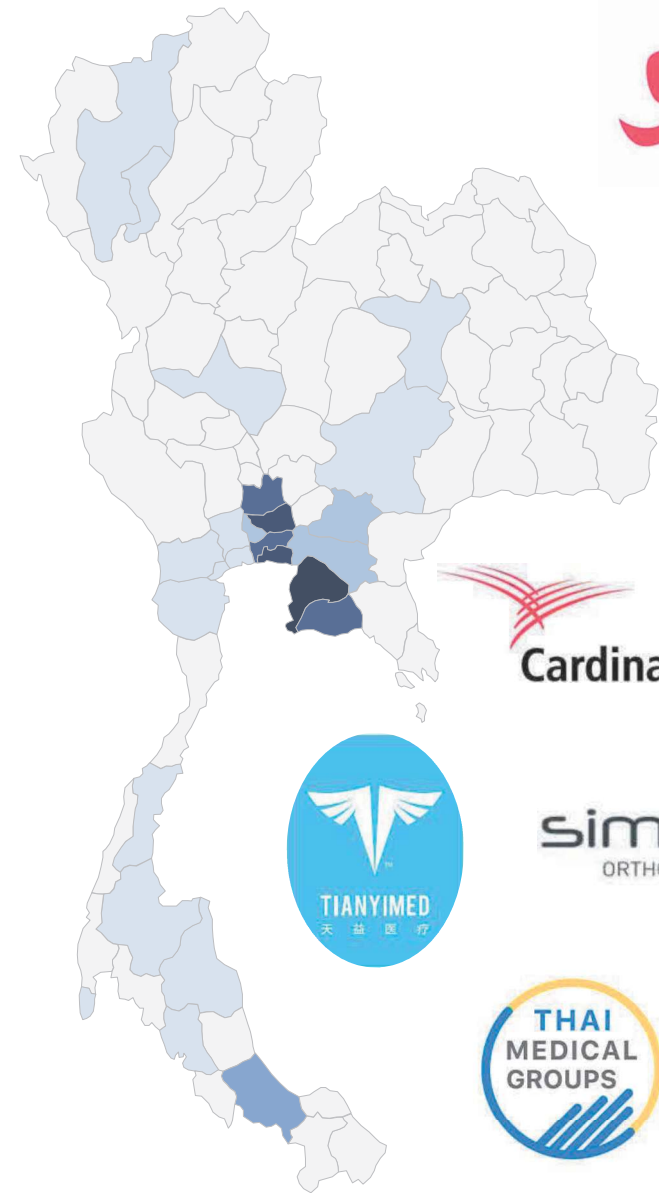 Cardina
TIANYIMED
天益医疗
sim
ORTHO
THAI
MEDICAL
GROUPS